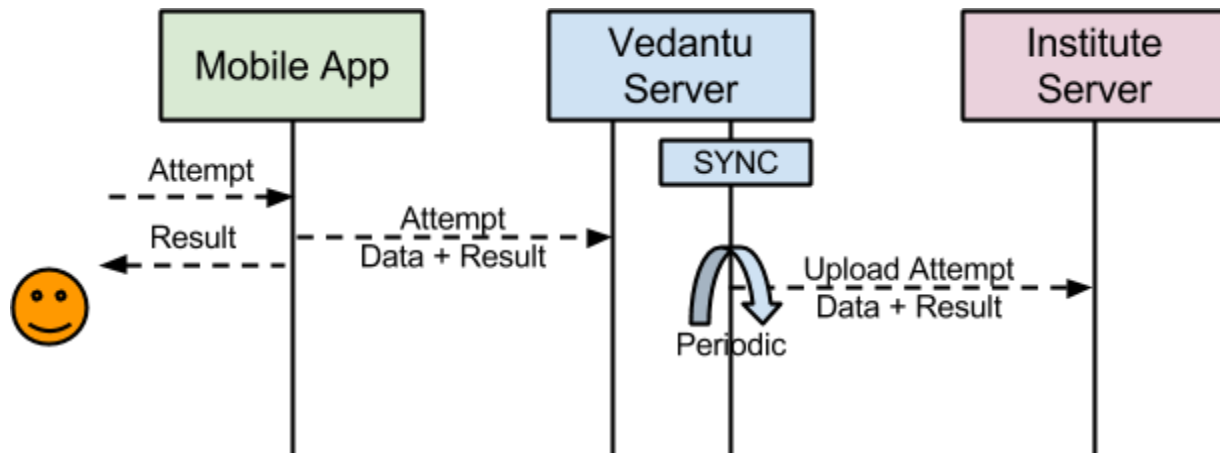 Mobile App
Vedantu
Server
Institute
Server
SYNC
Attempt
Result
Attempt
Data + Result
Upload Attempt
Data + Result
Periodic